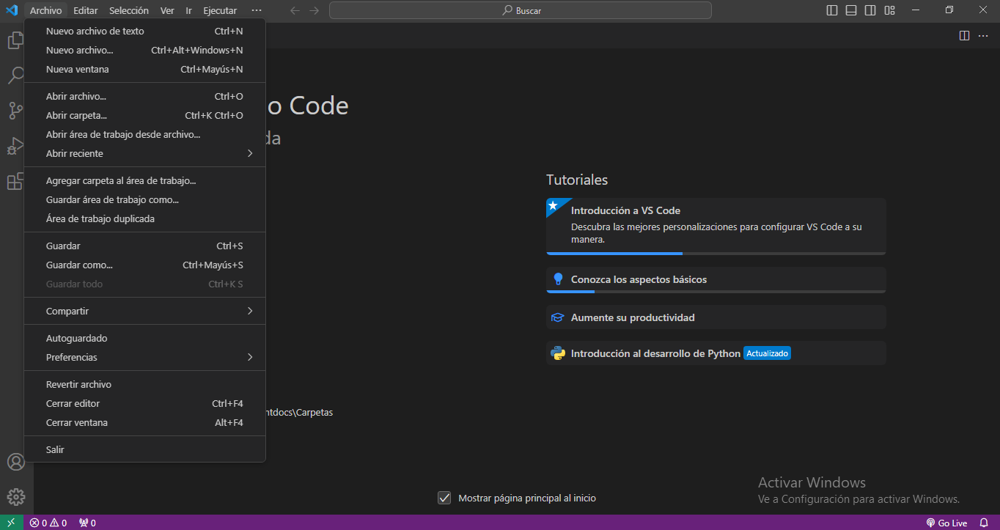 Archivo Editar Selección Ver Ir Ejecutar ··· Buscar
Nuevo archivo de texto Ctrl+N
Nuevo archivo... Ctrl+Alt+Windows+N
Nueva ventana Ctrl+Mayús+N
Abrir archivo... Ctrl+O
Abrir carpeta... Ctrl+K Ctrl+O
Abrir área de trabajo desde archivo...
Abrir reciente
Agregar carpeta al área de trabajo...
Guardar área de trabajo como...
Área de trabajo duplicada
Guardar Ctrl+S
Guardar como... Ctrl+Mayús+S
Guardar todo Ctrl+K S
Compartir
Autoguardado
Preferencias
Revertir archivo
Cerrar editor Ctrl+F4
Cerrar ventana Alt+F4
Salir
o Code
da
ntdocs\Carpetas
Tutoriales
Introducción a VS Code
Descubra las mejores personalizaciones para configurar VS Code a su
manera.
Conozca los aspectos básicos
Aumente su productividad
Introducción al desarrollo de Python Actualizado
Mostrar página principal al inicio
Activar Windows
Ve a Configuración para activar Windows.
0 0 0 Go Live